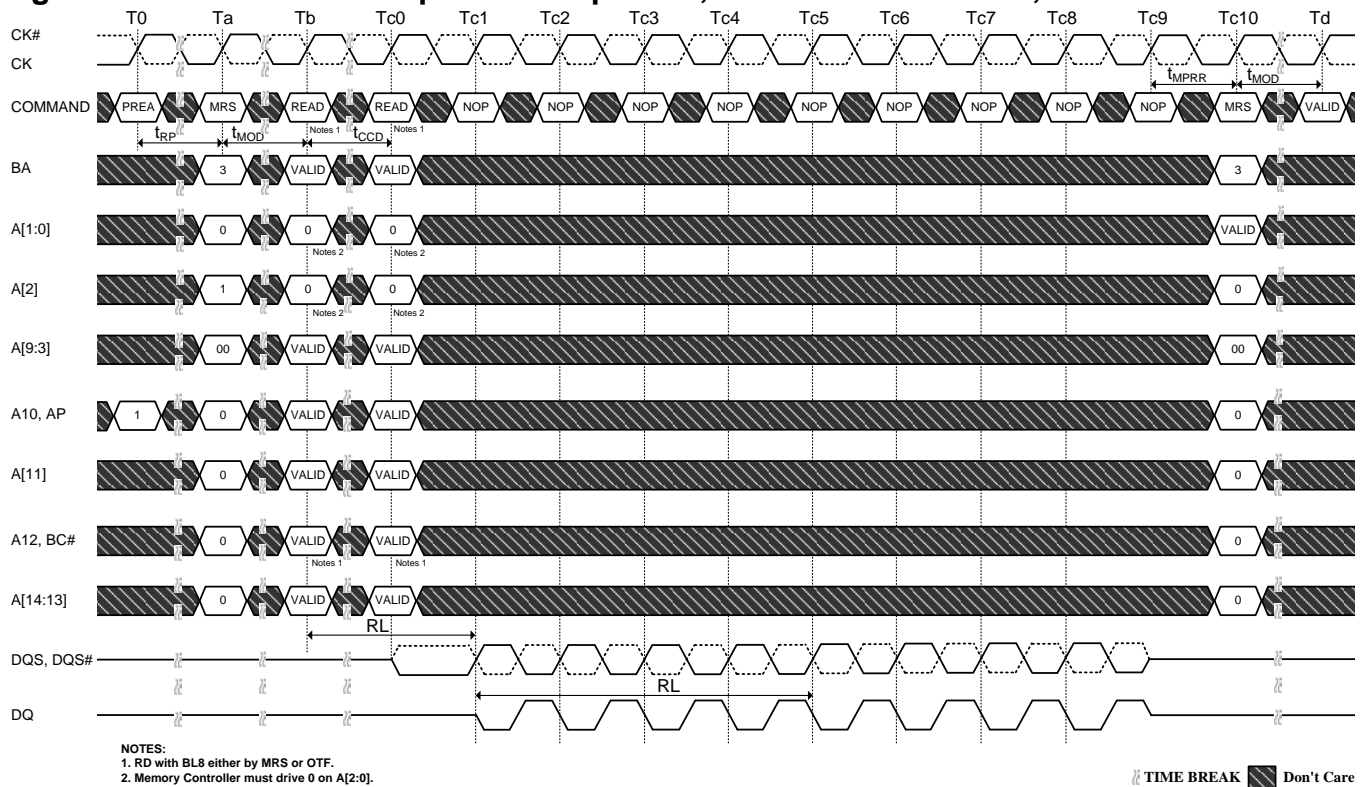 T0 Ta Tb Tc0 Tc1 Tc2 Tc3 Tc4 Tc5 Tc6 Tc7 Tc8 Tc9 Tc10 Td
CK#
CK
tMPRR tMOD
COMMAND PREA MRS READ READ NOP NOP NOP NOP NOP NOP NOP NOP NOP MRS VALID
Notes 1 Notes 1
tRP tMOD tCCD
BA 3 VALID VALID 3
A[1:0] 0 0 0 VALID
Notes 2 Notes 2
A[2] 1 0 0 0
Notes 2 Notes 2
A[9:3] 00 VALID VALID 00
A10, AP 1 0 VALID VALID 0
A[11] 0 VALID VALID 0
A12, BC# 0 VALID VALID 0
Notes 1 Notes 1
A[14:13] 0 VALID VALID 0
RL
DQS, DQS#
RL
DQ
NOTES:
1. RD with BL8 either by MRS or OTF.
2. Memory Controller must drive 0 on A[2:0].
TIME BREAK Don't Care